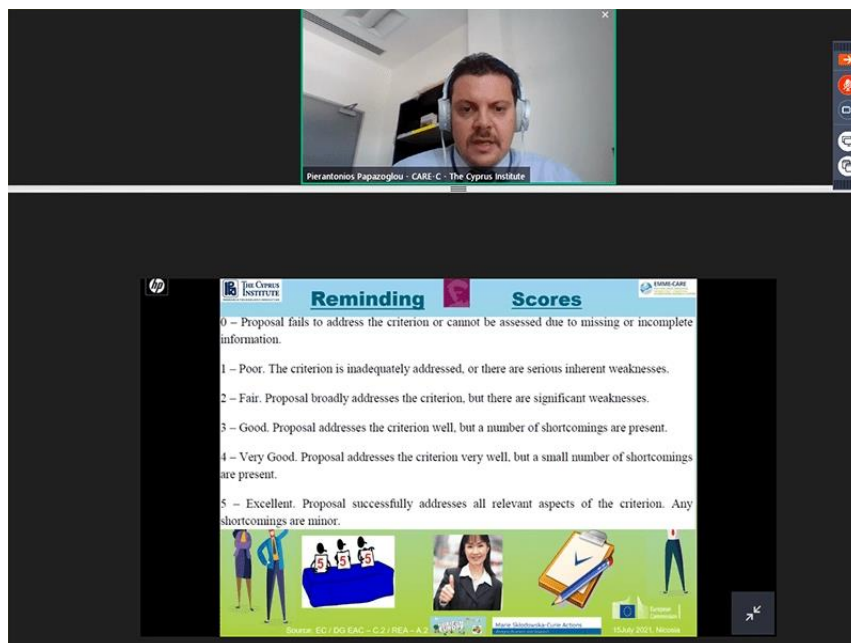 Pierantonios Papazoglou - CARE-C - The Cyprus Institute
hp
THE CYPRUS
INSTITUTE
EMME-CARE
Reminding Scores
0 – Proposal fails to address the criterion or cannot be assessed due to missing or incomplete
information.
1 – Poor. The criterion is inadequately addressed, or there are serious inherent weaknesses.
2 – Fair. Proposal broadly addresses the criterion, but there are significant weaknesses.
3 – Good. Proposal addresses the criterion well, but a number of shortcomings are present.
4 – Very Good. Proposal addresses the criterion very well, but a small number of shortcomings
are present.
5 – Excellent. Proposal successfully addresses all relevant aspects of the criterion. Any
shortcomings are minor.
5 5 5
European
Commission
Source: EC / DG EAC – C.2 / REA – A.2
Marie Skłodowska-Curie Actions
15July 2021, Nicosia